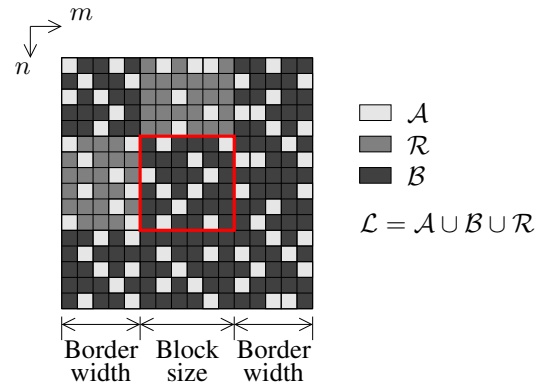 m
n
𝒜
ℛ
ℬ
ℒ = 𝒜 ∪ ℬ ∪ ℛ
Border width
Block size
Border width